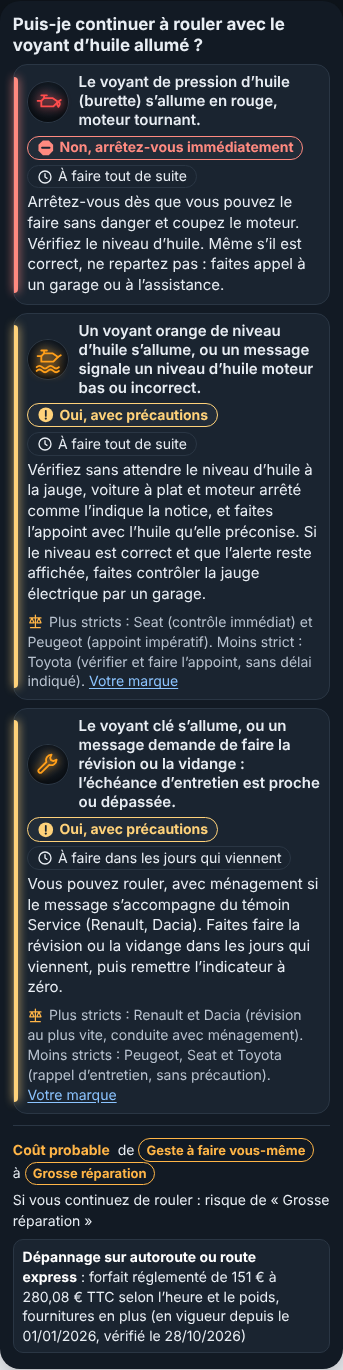 Puis-je continuer à rouler avec le
voyant d’huile allumé ?
Le voyant de pression d’huile
(burette) s’allume en rouge,
moteur tournant.
Non, arrêtez-vous immédiatement
À faire tout de suite
Arrêtez-vous dès que vous pouvez le
faire sans danger et coupez le moteur.
Vérifiez le niveau d’huile. Même s’il est
correct, ne repartez pas : faites appel à
un garage ou à l’assistance.
Un voyant orange de niveau
d’huile s’allume, ou un message
signale un niveau d’huile moteur
bas ou incorrect.
Oui, avec précautions
À faire tout de suite
Vérifiez sans attendre le niveau d’huile à
la jauge, voiture à plat et moteur arrêté
comme l’indique la notice, et faites
l’appoint avec l’huile qu’elle préconise. Si
le niveau est correct et que l’alerte reste
affichée, faites contrôler la jauge
électrique par un garage.
Plus stricts : Seat (contrôle immédiat) et
Peugeot (appoint impératif). Moins strict :
Toyota (vérifier et faire l’appoint, sans délai
indiqué). Votre marque
Le voyant clé s’allume, ou un
message demande de faire la
révision ou la vidange :
l’échéance d’entretien est proche
ou dépassée.
Oui, avec précautions
À faire dans les jours qui viennent
Vous pouvez rouler, avec ménagement si
le message s’accompagne du témoin
Service (Renault, Dacia). Faites faire la
révision ou la vidange dans les jours qui
viennent, puis remettre l’indicateur à
zéro.
Plus stricts : Renault et Dacia (révision
au plus vite, conduite avec ménagement).
Moins stricts : Peugeot, Seat et Toyota
(rappel d’entretien, sans précaution).
Votre marque
Coût probable de Geste à faire vous-même
à Grosse réparation
Si vous continuez de rouler : risque de « Grosse
réparation »
Dépannage sur autoroute ou route
express : forfait réglementé de 151 € à
280,08 € TTC selon l’heure et le poids,
fournitures en plus (en vigueur depuis le
01/01/2026, vérifié le 28/10/2026)